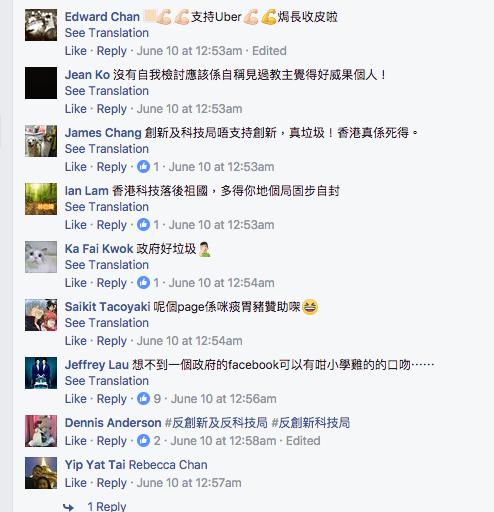 Edward Chan 💪🏻💪🏻支持Uber💪🏻💪焗長收皮啦
See Translation
Like · Reply · June 10 at 12:53am · Edited
Jean Ko 沒有自我檢討應該係自稱見過教主覺得好威果個人！
See Translation
Like · Reply · June 10 at 12:53am
James Chang 創新及科技局唔支持創新，真垃圾！香港真係死得。
See Translation
Like · Reply · 1 · June 10 at 12:53am
Ian Lam 香港科技落後祖國，多得你地個局固步自封
See Translation
Like · Reply · 1 · June 10 at 12:53am
Ka Fai Kwok 政府好垃圾
See Translation
Like · Reply · 1 · June 10 at 12:54am
Saikit Tacoyaki 呢個page係咪痰胃豬贊助㗎😆
See Translation
Like · Reply · June 10 at 12:54am
Jeffrey Lau 想不到一個政府的facebook可以有咁小學雞的的口吻⋯⋯
See Translation
Like · Reply · 9 · June 10 at 12:56am
Dennis Anderson #反創新及反科技局 #反創新科技局
Like · Reply · 2 · June 10 at 12:58am · Edited
Yip Yat Tai Rebecca Chan
Like · Reply · June 10 at 12:57am
1 Reply